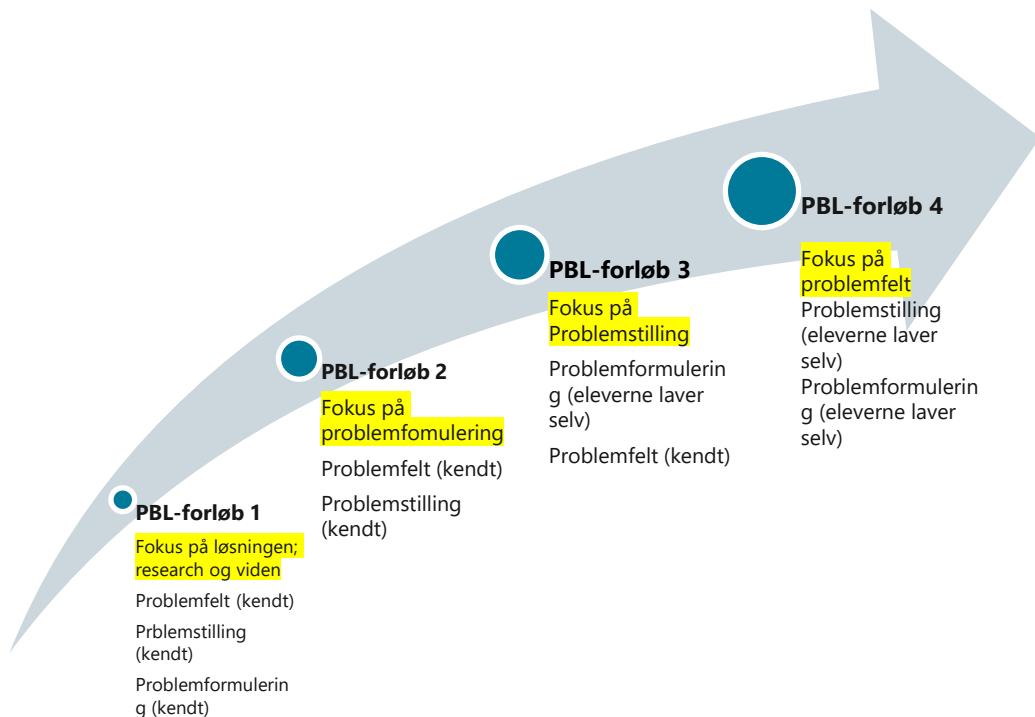 PBL-forløb 1
Fokus på løsningen;
research og viden
Problemfelt (kendt)
Prblemstilling
(kendt)
Problemformulerin
g (kendt)
PBL-forløb 2
Fokus på
problemfomulering
Problemfelt (kendt)
Problemstilling
(kendt)
PBL-forløb 3
Fokus på
Problemstilling
Problemformulerin
g (eleverne laver
selv)
Problemfelt (kendt)
PBL-forløb 4
Fokus på
problemfelt
Problemstilling
(eleverne laver
selv)
Problemformulerin
g (eleverne laver
selv)